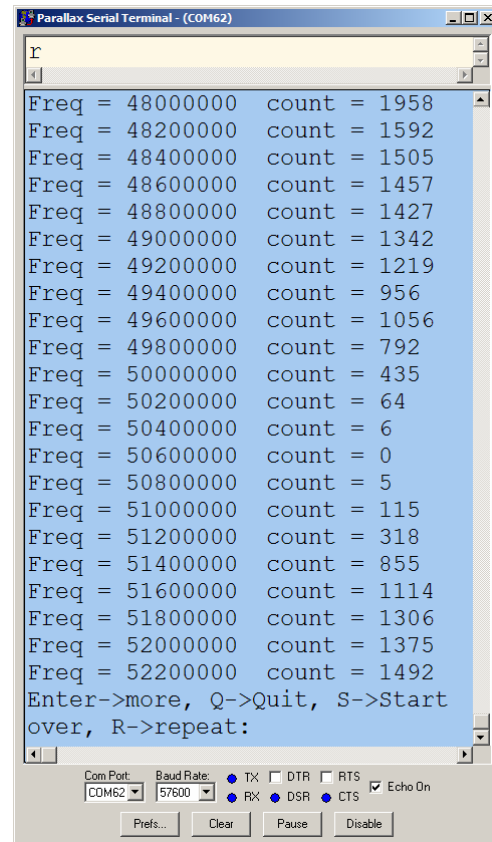 Parallax Serial Terminal - (COM62)
r
Freq = 48000000 count = 1958
Freq = 48200000 count = 1592
Freq = 48400000 count = 1505
Freq = 48600000 count = 1457
Freq = 48800000 count = 1427
Freq = 49000000 count = 1342
Freq = 49200000 count = 1219
Freq = 49400000 count = 956
Freq = 49600000 count = 1056
Freq = 49800000 count = 792
Freq = 50000000 count = 435
Freq = 50200000 count = 64
Freq = 50400000 count = 6
Freq = 50600000 count = 0
Freq = 50800000 count = 5
Freq = 51000000 count = 115
Freq = 51200000 count = 318
Freq = 51400000 count = 855
Freq = 51600000 count = 1114
Freq = 51800000 count = 1306
Freq = 52000000 count = 1375
Freq = 52200000 count = 1492
Enter->more, Q->Quit, S->Start
over, R->repeat:
Com Port: Baud Rate: TX DTR RTS
COM62 57600 RX DSR CTS Echo On
Prefs... Clear Pause Disable